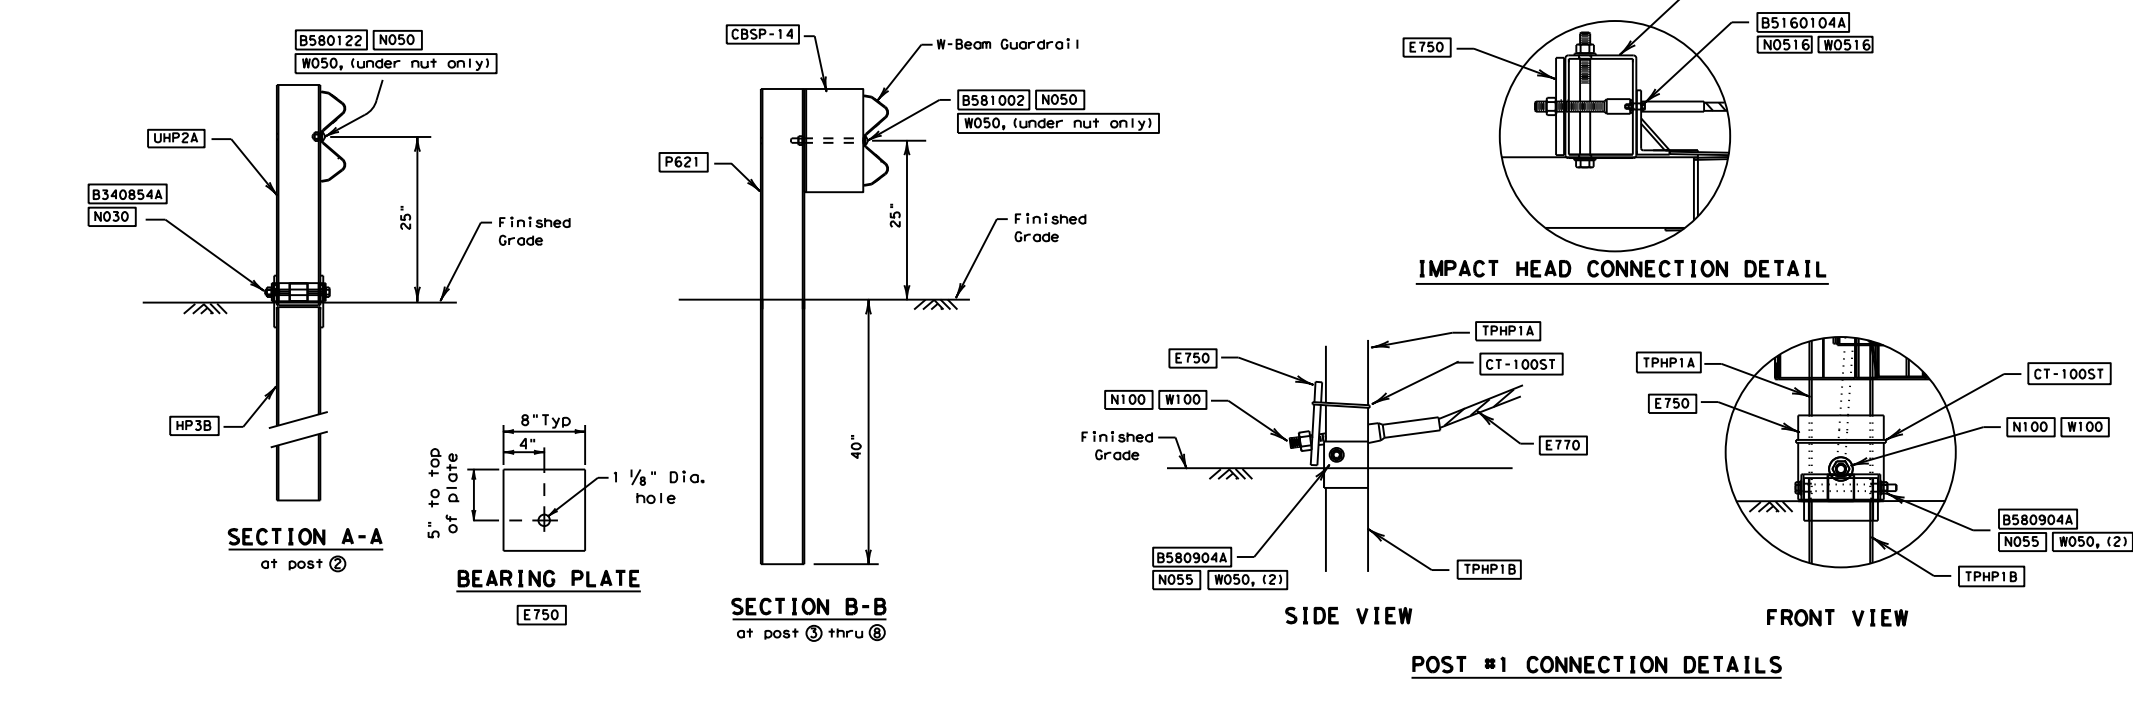 B580122 N050
W050, (under nut only)
UHP2A
B340854A
N030
25"
Finished
Grade
HP3B
SECTION A-A
at post 2
8"Typ
4"
5" to top
of plate
1 1/8" Dia.
hole
BEARING PLATE
E750
CBSP-14
W-Beam Guardrail
B581002 N050
W050, (under nut only)
P621
25"
Finished
Grade
40"
SECTION B-B
at post 3 thru 8
E750
B5160104A
N0516 W0516
IMPACT HEAD CONNECTION DETAIL
TPHP1A
E750
CT-100ST
N100 W100
Finished
Grade
E770
B580904A
N055 W050, (2)
TPHP1B
SIDE VIEW
TPHP1A
CT-100ST
E750
N100 W100
B580904A
N055 W050, (2)
TPHP1B
FRONT VIEW
POST #1 CONNECTION DETAILS